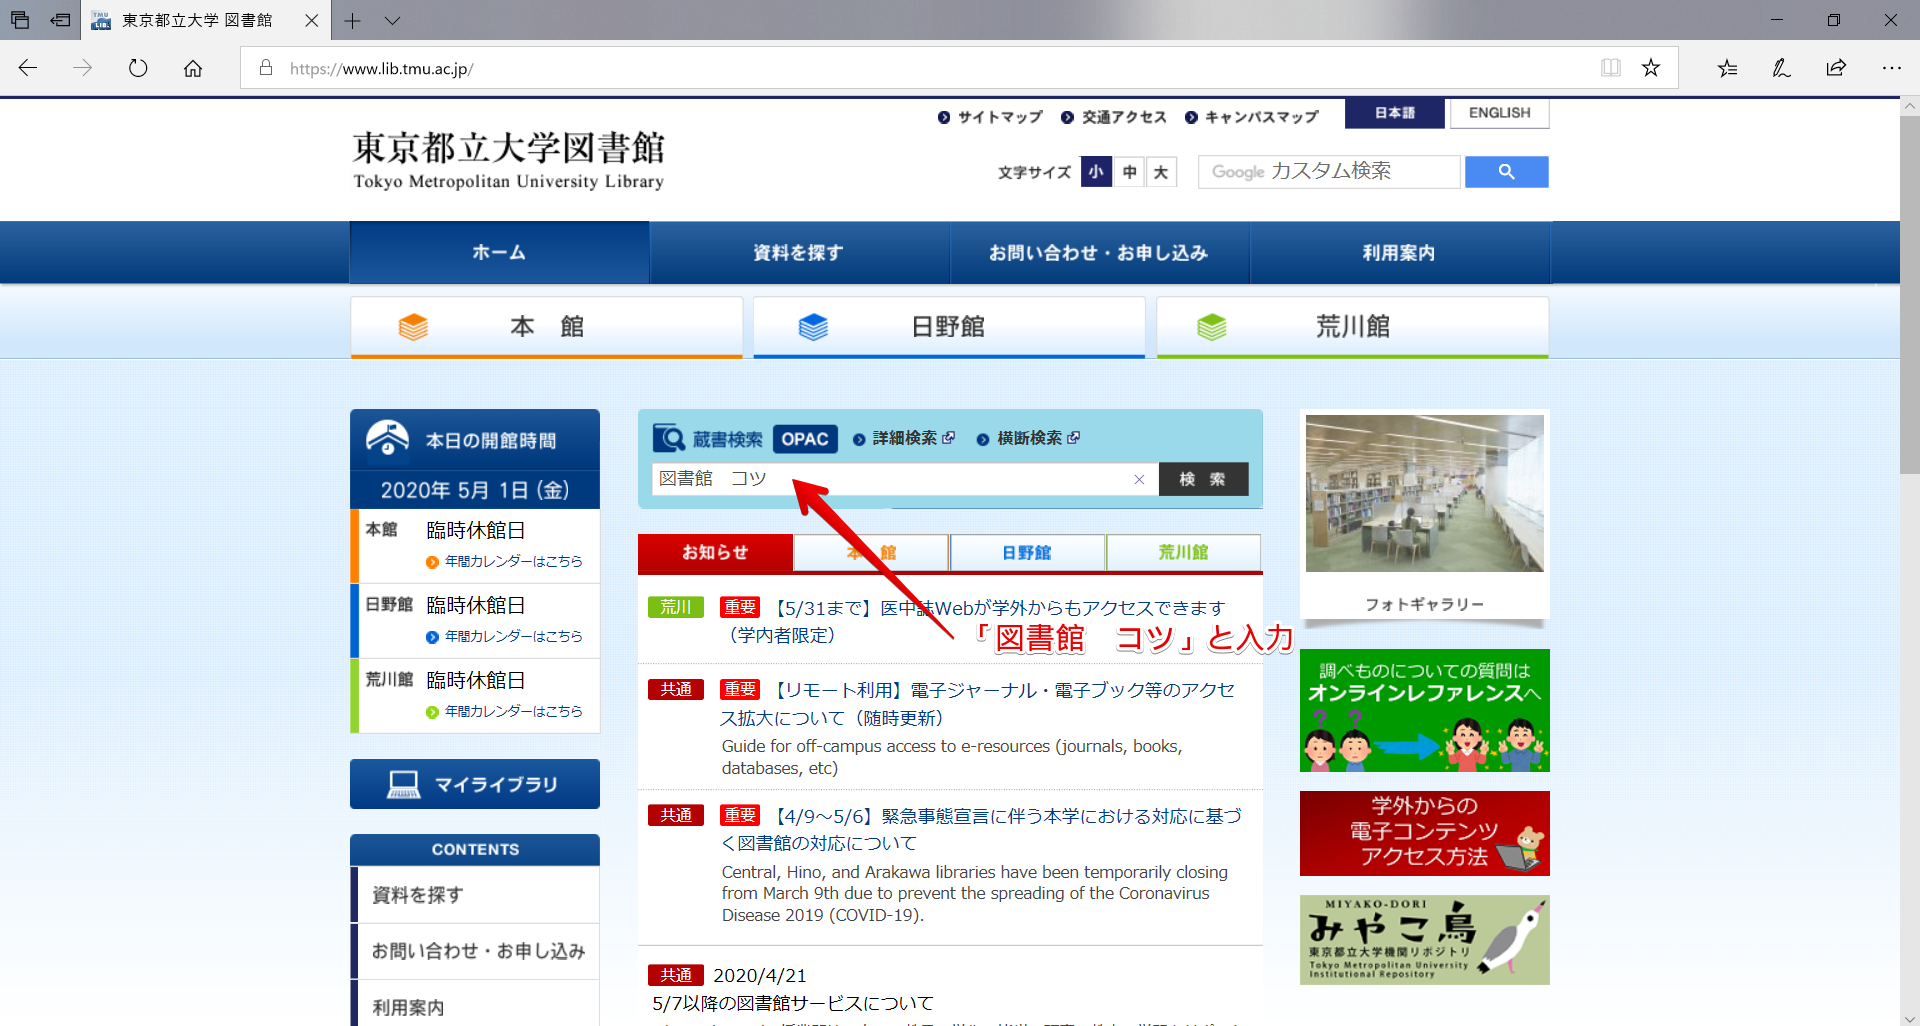 東京都立大学 図書館
https://www.lib.tmu.ac.jp/
サイトマップ 交通アクセス キャンパスマップ 日本語 ENGLISH
東京都立大学図書館
Tokyo Metropolitan University Library
文字サイズ 小 中 大 Google カスタム検索
ホーム 資料を探す お問い合わせ・お申し込み 利用案内
本 館 日野館 荒川館
本日の開館時間
2020年 5月 1日 (金)
本館 臨時休館日
年間カレンダーはこちら
日野館 臨時休館日
年間カレンダーはこちら
荒川館 臨時休館日
年間カレンダーはこちら
マイライブラリ
CONTENTS
資料を探す
お問い合わせ・お申し込み
利用案内
蔵書検索 OPAC 詳細検索 横断検索
図書館　コツ 検 索
お知らせ 本 館 日野館 荒川館
荒川 重要 【5/31まで】医中誌Webが学外からもアクセスできます
（学内者限定）
「図書館　コツ」と入力
共通 重要 【リモート利用】電子ジャーナル・電子ブック等のアクセ
ス拡大について（随時更新）
Guide for off-campus access to e-resources (journals, books,
databases, etc)
共通 重要 【4/9～5/6】緊急事態宣言に伴う本学における対応に基づ
く図書館の対応について
Central, Hino, and Arakawa libraries have been temporarily closing
from March 9th due to prevent the spreading of the Coronavirus
Disease 2019 (COVID-19).
共通 2020/4/21
5/7以降の図書館サービスについて
フォトギャラリー
調べものについての質問は
オンラインレファレンスへ
? ?
学外からの
電子コンテンツ
アクセス方法
MIYAKO-DORI
みやこ鳥
東京都立大学機関リポジトリ
Tokyo Metropolitan University
Institutional Repository